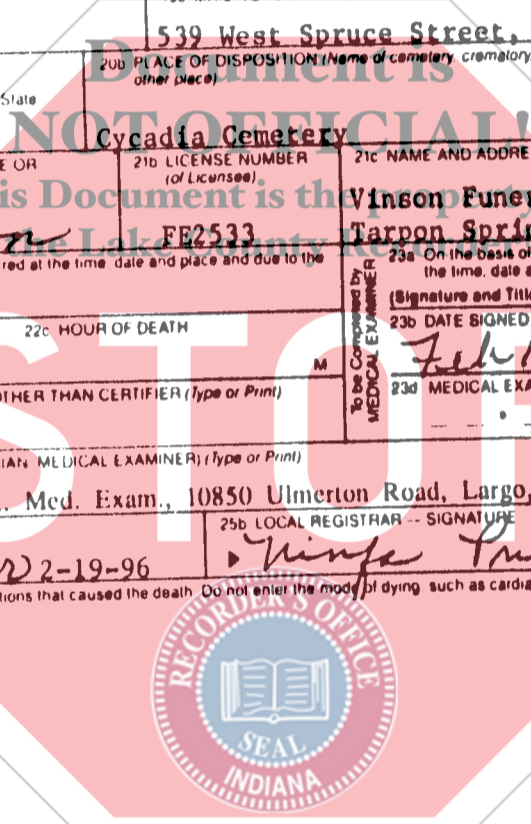 539 West Spruce Street,
20b PLACE OF DISPOSITION (Name of cemetery, crematory
other place)
State
Document is
NOT OFFICIAL!
Cycadia Cemetery
E OR
21b LICENSE NUMBER
(of Licensee)
21c NAME AND ADDRE
is Document is the prop
Vinson Funer
FE2533
Tarpon Sprin
the Lake County Recorder
red at the time, date and place and due to the
23a On the basis of
the time, date a
(Signature and Title
To be Completed by
MEDICAL EXAMINER
22c HOUR OF DEATH
M
23b DATE SIGNED
Feb
OTHER THAN CERTIFIER (Type or Print)
23d MEDICAL EXA
STOP
IAN, MEDICAL EXAMINER) (Type or Print)
. Med. Exam., 10850 Ulmerton Road, Largo,
25b LOCAL REGISTRAR -- SIGNATURE
2-19-96
tions that caused the death Do not enter the mode of dying such as cardia
RECORDER'S OFFICE
SEAL
INDIANA